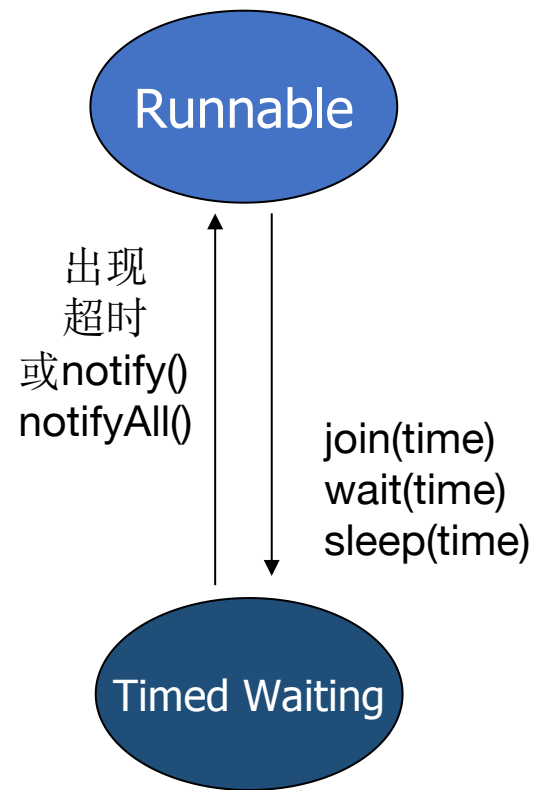 Runnable
出现
超时
或notify()
notifyAll()
join(time)
wait(time)
sleep(time)
Timed Waiting